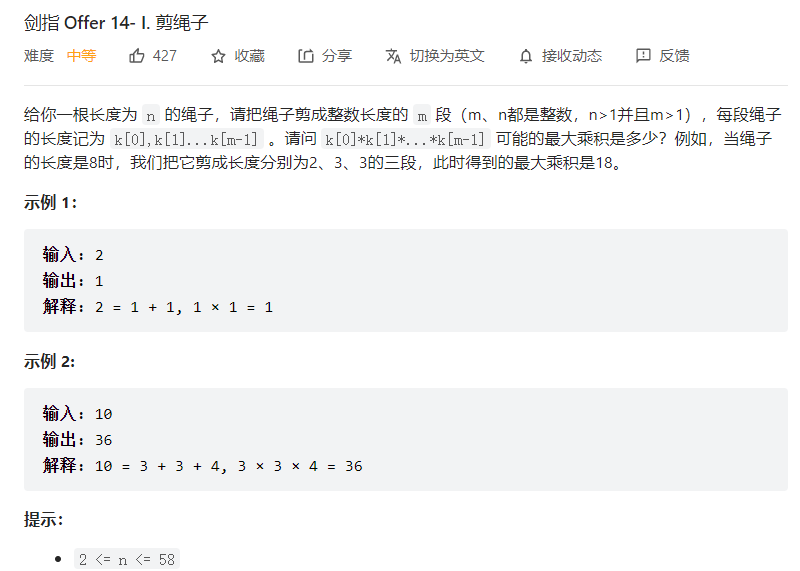 剑指 Offer 14- I. 剪绳子
难度 中等 427 收藏 分享 切换为英文 接收动态 反馈
给你一根长度为 n 的绳子，请把绳子剪成整数长度的 m 段（m、n都是整数，n>1并且m>1），每段绳子
的长度记为 k[0],k[1]...k[m-1] 。请问 k[0]*k[1]*...*k[m-1] 可能的最大乘积是多少？例如，当绳子
的长度是8时，我们把它剪成长度分别为2、3、3的三段，此时得到的最大乘积是18。
示例 1：
输入：2
输出：1
解释：2 = 1 + 1, 1 × 1 = 1
示例 2:
输入：10
输出：36
解释：10 = 3 + 3 + 4, 3 × 3 × 4 = 36
提示：
• 2 <= n <= 58